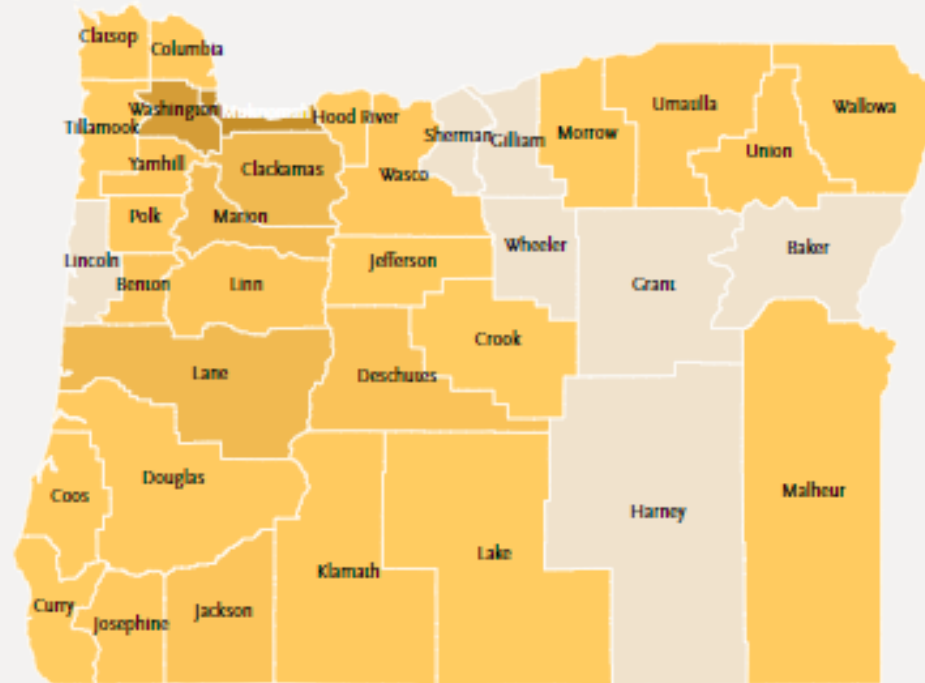 Clatsop
Columbia
Washington
Multnomah
Hood River
Tillamook
Yamhill
Clackamas
Sherman
Gilliam
Morrow
Umatilla
Wallowa
Union
Wasco
Polk
Marion
Lincoln
Benton
Linn
Jefferson
Wheeler
Grant
Baker
Crook
Lane
Deschutes
Douglas
Coos
Malheur
Harney
Lake
Klamath
Curry
Josephine
Jackson